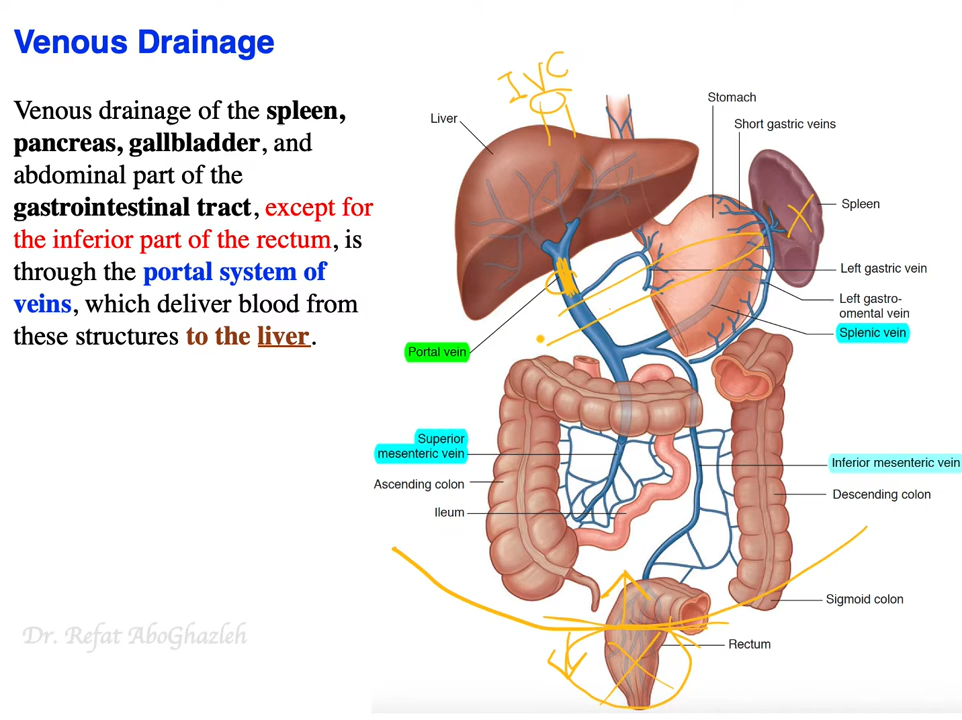 Venous Drainage
Venous drainage of the spleen,
pancreas, gallbladder, and
abdominal part of the
gastrointestinal tract, except for
the inferior part of the rectum, is
through the portal system of
veins, which deliver blood from
these structures to the liver.
Dr. Refat AboGhazleh
IVC
Liver
Stomach
Short gastric veins
Spleen
Left gastric vein
Left gastro-
omental vein
Splenic vein
Portal vein
Superior
mesenteric vein
Ascending colon
Ileum
Inferior mesenteric vein
Descending colon
Sigmoid colon
Rectum